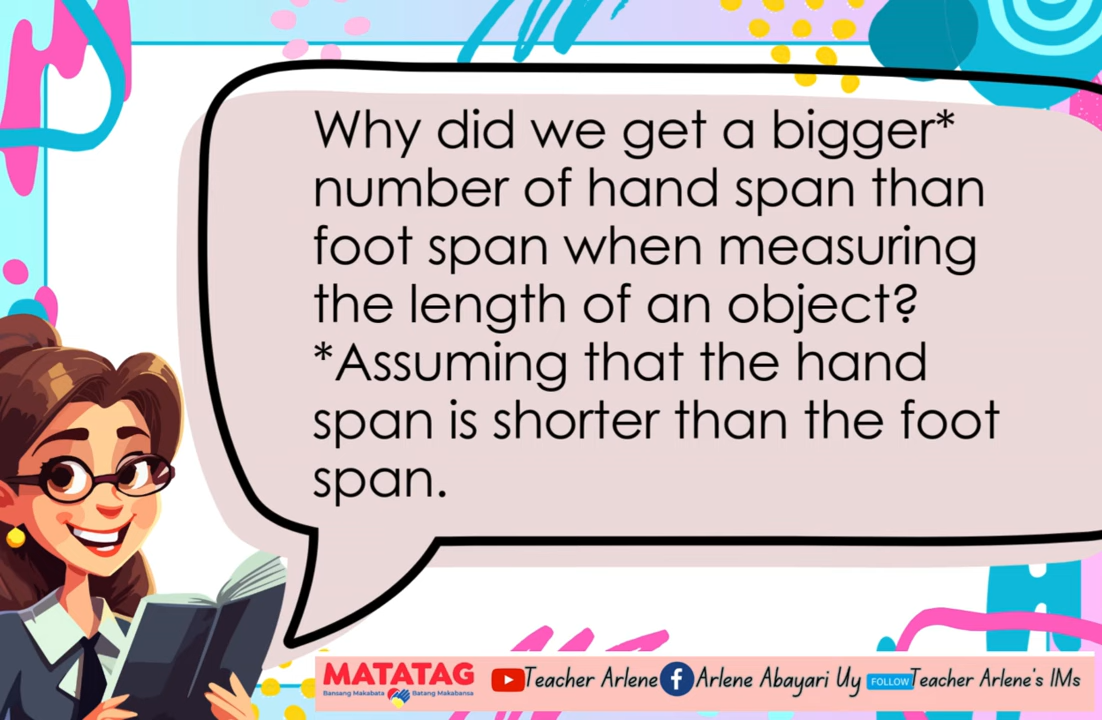 Why did we get a bigger*
number of hand span than
foot span when measuring
the length of an object?
*Assuming that the hand
span is shorter than the foot
span.
MATATAG
Bansang Makabata Batang Makabansa
Teacher Arlene
Arlene Abayari Uy
FOLLOW
Teacher Arlene's IMs